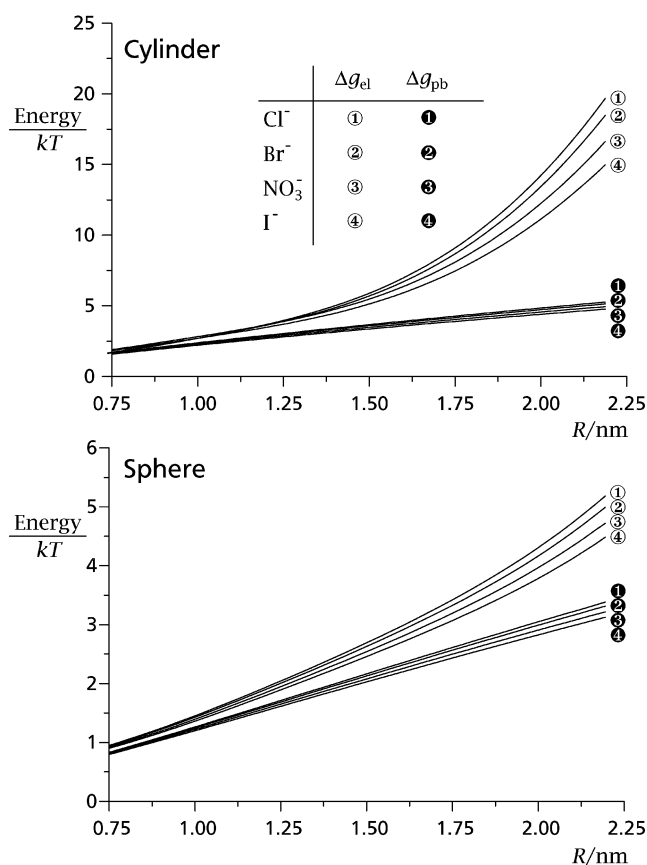 25
Cylinder
20
Energy
kT
15
10
5
0
Δg_el Δg_pb
Cl⁻ ① ❶
Br⁻ ② ❷
NO₃⁻ ③ ❸
I⁻ ④ ❹
①
②
③
④
❶
❷
❸
❹
0.75 1.00 1.25 1.50 1.75 2.00 2.25
R/nm
6
Sphere
5
Energy
kT
4
3
2
1
0
①
②
③
④
❶
❷
❸
❹
0.75 1.00 1.25 1.50 1.75 2.00 2.25
R/nm